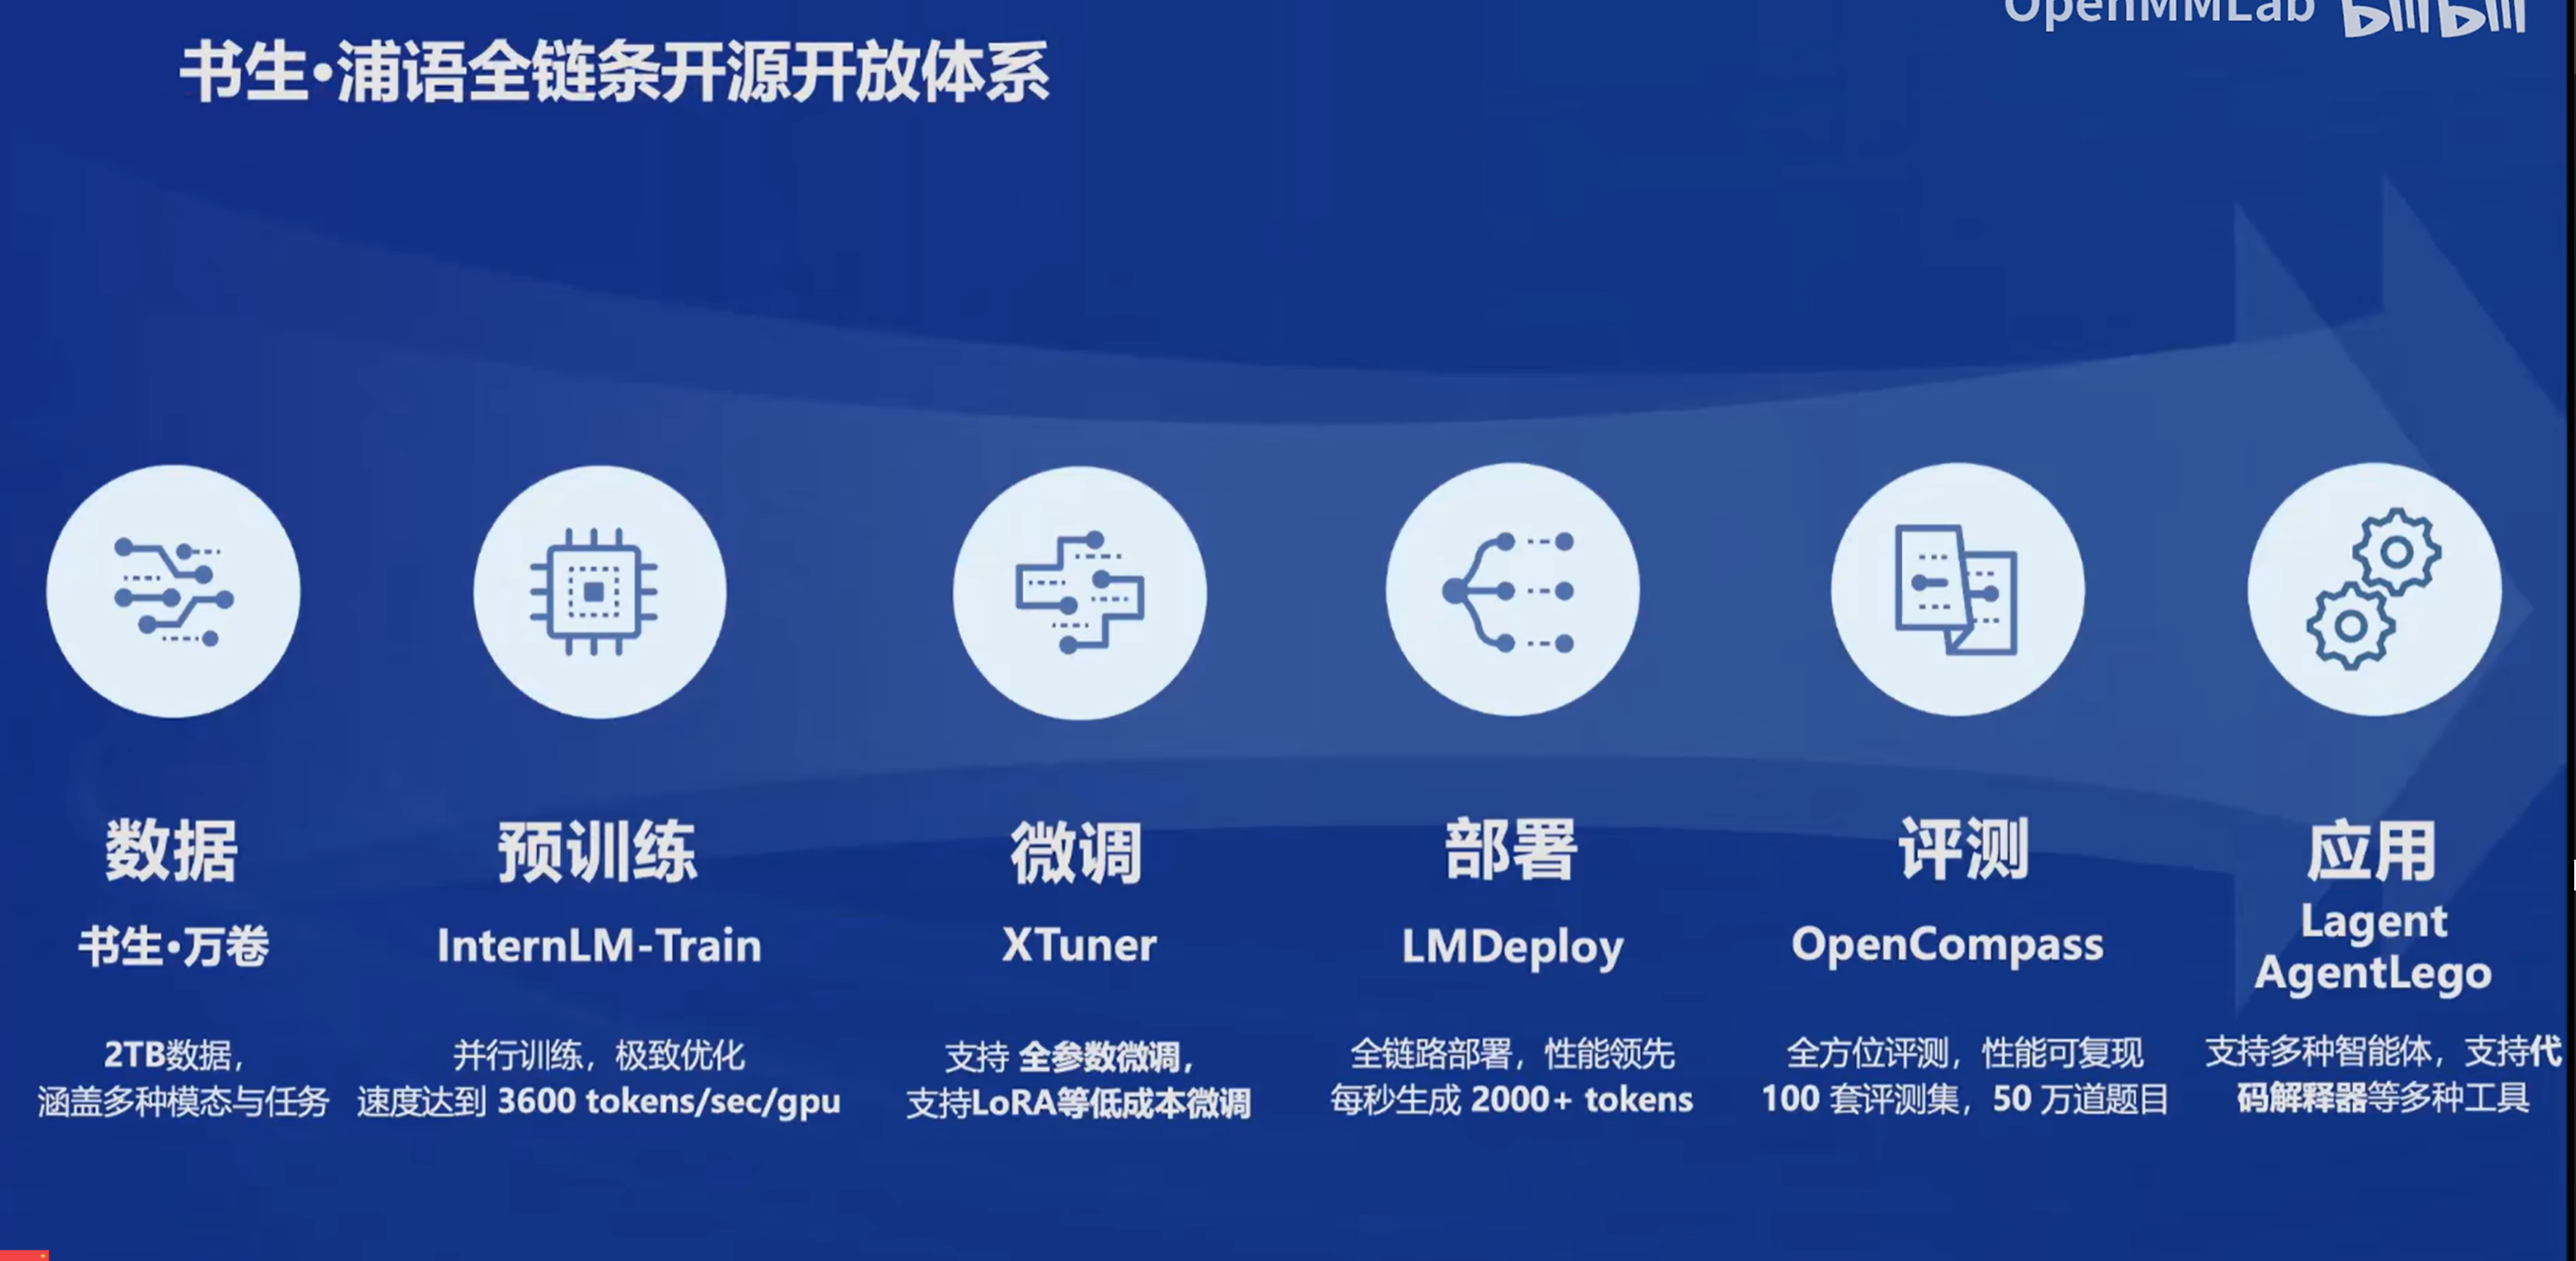 OpenMMLab bilibili
书生•浦语全链条开源开放体系
数据
书生•万卷
2TB数据，
涵盖多种模态与任务
预训练
InternLM-Train
并行训练，极致优化
速度达到 3600 tokens/sec/gpu
微调
XTuner
支持 全参数微调，
支持LoRA等低成本微调
部署
LMDeploy
全链路部署，性能领先
每秒生成 2000+ tokens
评测
OpenCompass
全方位评测，性能可复现
100 套评测集，50 万道题目
应用
Lagent
AgentLego
支持多种智能体，支持代
码解释器等多种工具